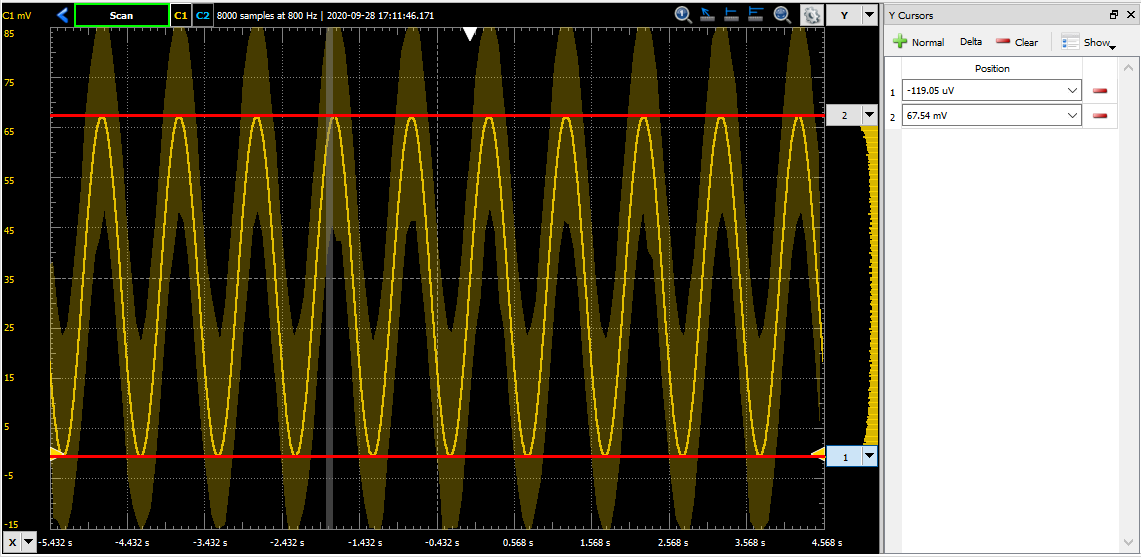 C1 mV Scan C1 C2 8000 samples at 800 Hz | 2020-09-28 17:11:46.171 Y
Y Cursors
Normal Delta Clear Show
Position
1 -119.05 uV
2 67.54 mV
85
75
65
55
45
35
25
15
5
-5
-15
2
1
X -5.432 s -4.432 s -3.432 s -2.432 s -1.432 s -0.432 s 0.568 s 1.568 s 2.568 s 3.568 s 4.568 s